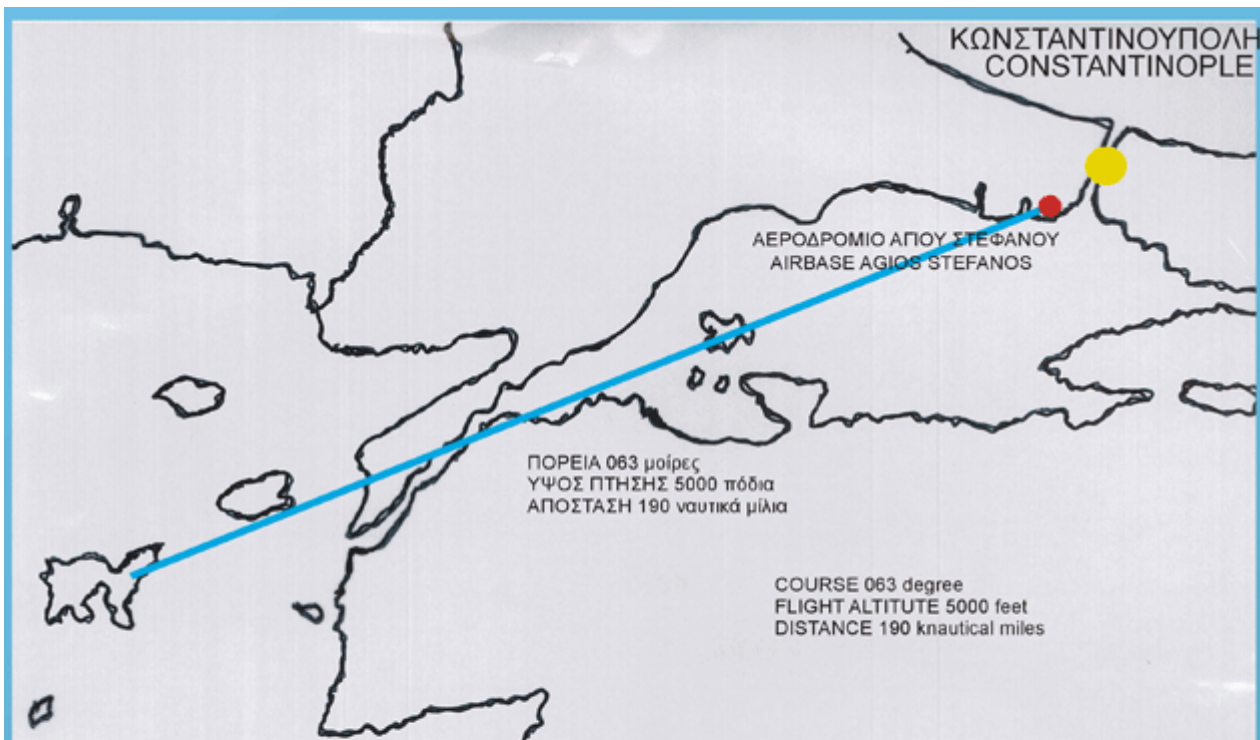 ΚΩΝΣΤΑΝΤΙΝΟΥΠΟΛΗ
CONSTANTINOPLE
ΑΕΡΟΔΡΟΜΙΟ ΑΓΙΟΥ ΣΤΕΦΑΝΟΥ
AIRBASE AGIOS STEFANOS
ΠΟΡΕΙΑ 063 μοίρες
ΥΨΟΣ ΠΤΗΣΗΣ 5000 πόδια
ΑΠΟΣΤΑΣΗ 190 ναυτικά μίλια
COURSE 063 degree
FLIGHT ALTITUTE 5000 feet
DISTANCE 190 knautical miles